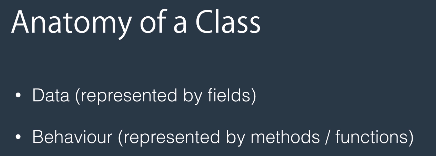 Anatomy of a Class
• Data (represented by fields)
• Behaviour (represented by methods / functions)